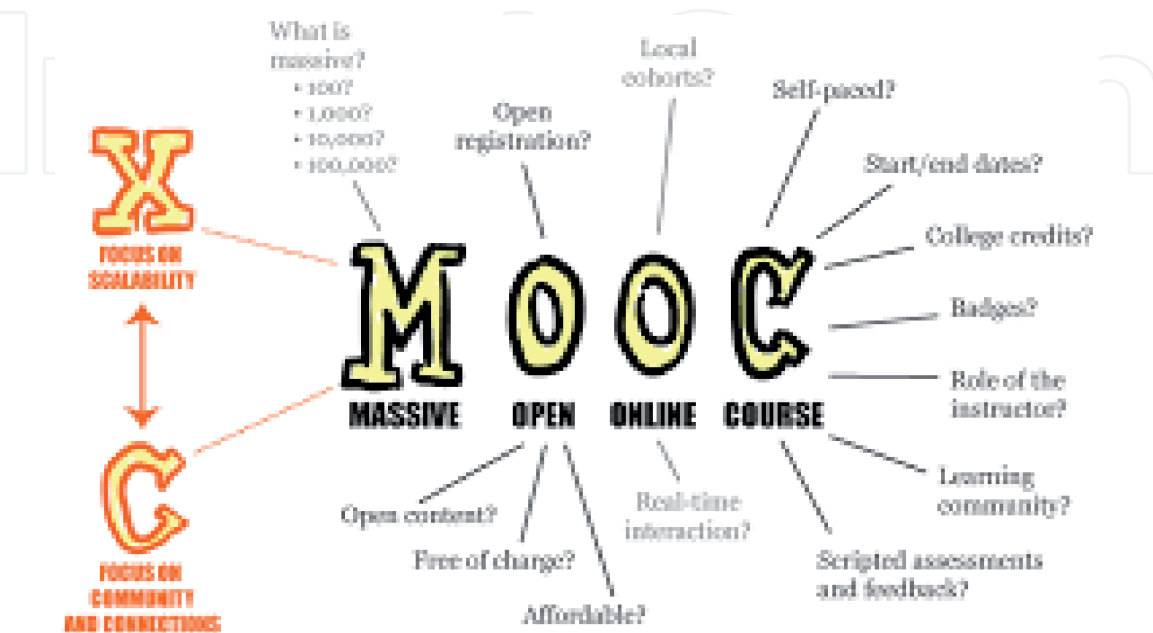 What is
massive?
• 100?
• 1,000?
• 10,000?
• 100,000?
Open
registration?
Local
cohorts?
Self-paced?
Start/end dates?
College credits?
Badges?
Role of the
instructor?
Learning
community?
Scripted assessments
and feedback?
Real-time
interaction?
Affordable?
Free of charge?
Open content?
X
FOCUS ON
SCALABILITY
C
FOCUS ON
COMMUNITY
AND CONNECTIONS
MOOC
MASSIVE OPEN ONLINE COURSE